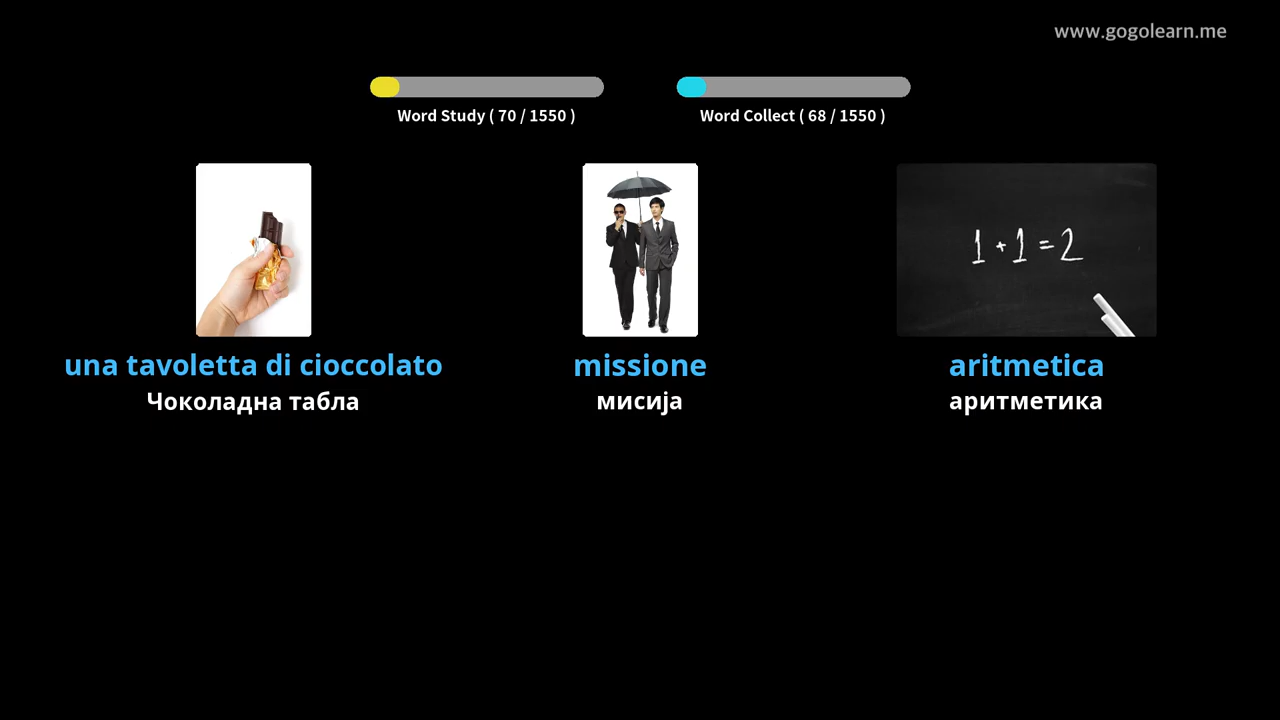 www.gogolearn.me
Word Study ( 70 / 1550 )
Word Collect ( 68 / 1550 )
1 + 1 = 2
una tavoletta di cioccolato
Чоколадна табла
missione
мисија
aritmetica
аритметика